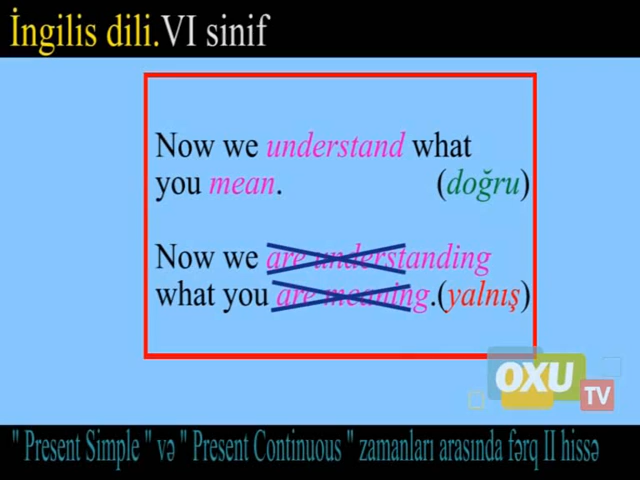 İngilis dili.VI sinif
Now we understand what
you mean. (doğru)
Now we are understanding
what you are meaning.(yalnış)
OXU
TV
" Present Simple " və " Present Continuous " zamanları arasında fərq II hissə